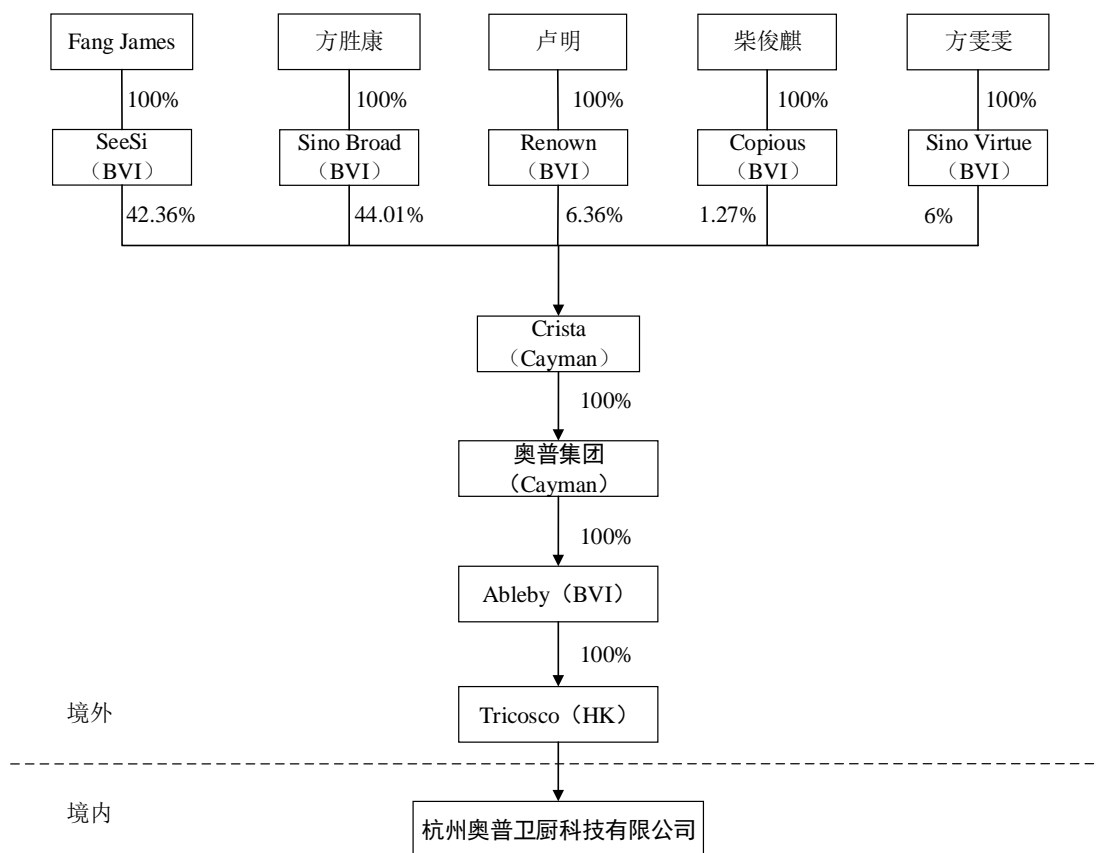 Fang James
方胜康
卢明
柴俊麒
方雯雯
100%
100%
100%
100%
100%
SeeSi
（BVI）
Sino Broad
（BVI）
Renown
（BVI）
Copious
（BVI）
Sino Virtue
（BVI）
42.36%
44.01%
6.36%
1.27%
6%
Crista
（Cayman）
100%
奥普集团
（Cayman）
100%
Ableby（BVI）
100%
Tricosco（HK）
境外
境内
杭州奥普卫厨科技有限公司